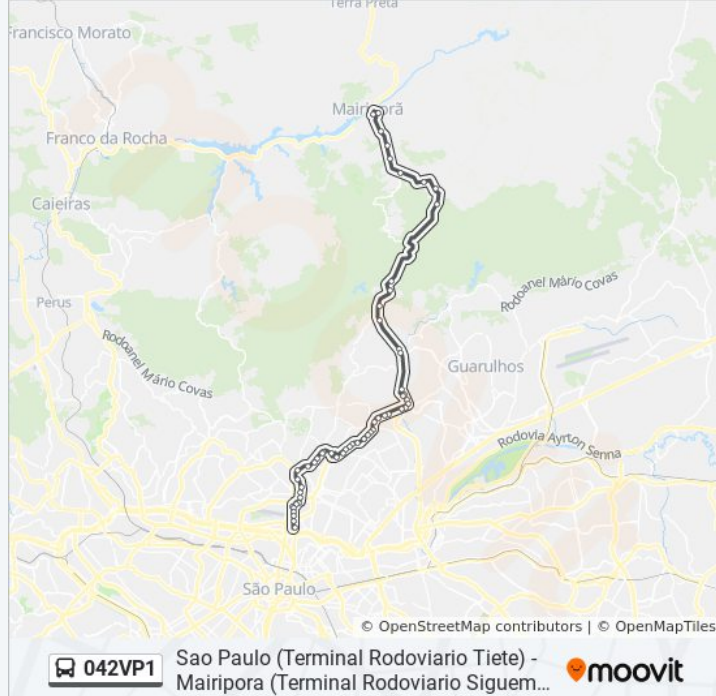 Terra Preta
Francisco Morato
Mairiporã
Franco da Rocha
Caieiras
Rodoanel Mário Covas
Perus
Rodoanel Mário Covas
Guarulhos
Rodovia Ayrton Senna
São Paulo
© OpenStreetMap contributors | © OpenMapTiles
042VP1
Sao Paulo (Terminal Rodoviario Tiete) -
Mairipora (Terminal Rodoviario Siguem...
moovit